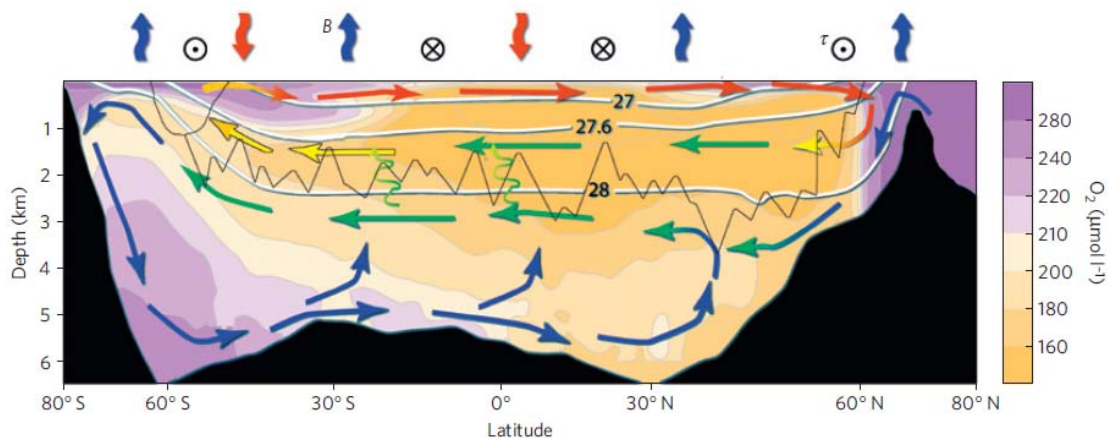 B
τ
27
27.6
28
1
2
3
4
5
6
Depth (km)
80° S
60° S
30° S
0°
30° N
60° N
80° N
Latitude
280
240
220
210
200
180
160
O₂ (μmol l⁻¹)